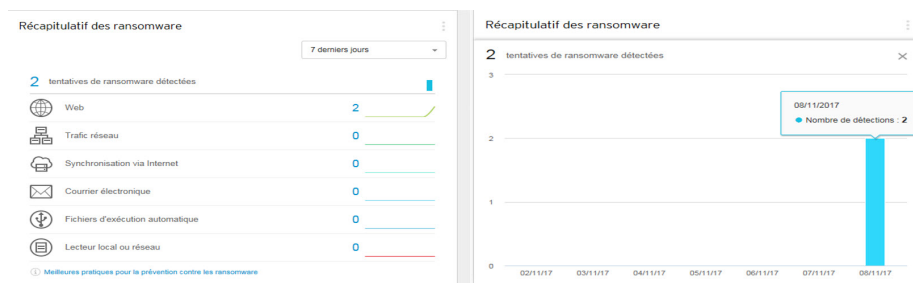 Récapitulatif des ransomware
7 derniers jours
2 tentatives de ransomware détectées
Web 2
Trafic réseau 0
Synchronisation via Internet 0
Courrier électronique 0
Fichiers d'exécution automatique 0
Lecteur local ou réseau 0
Meilleures pratiques pour la prévention contre les ransomware
Récapitulatif des ransomware
2 tentatives de ransomware détectées
3
08/11/2017
Nombre de détections : 2
2
1
0
02/11/17 03/11/17 04/11/17 05/11/17 06/11/17 07/11/17 08/11/17